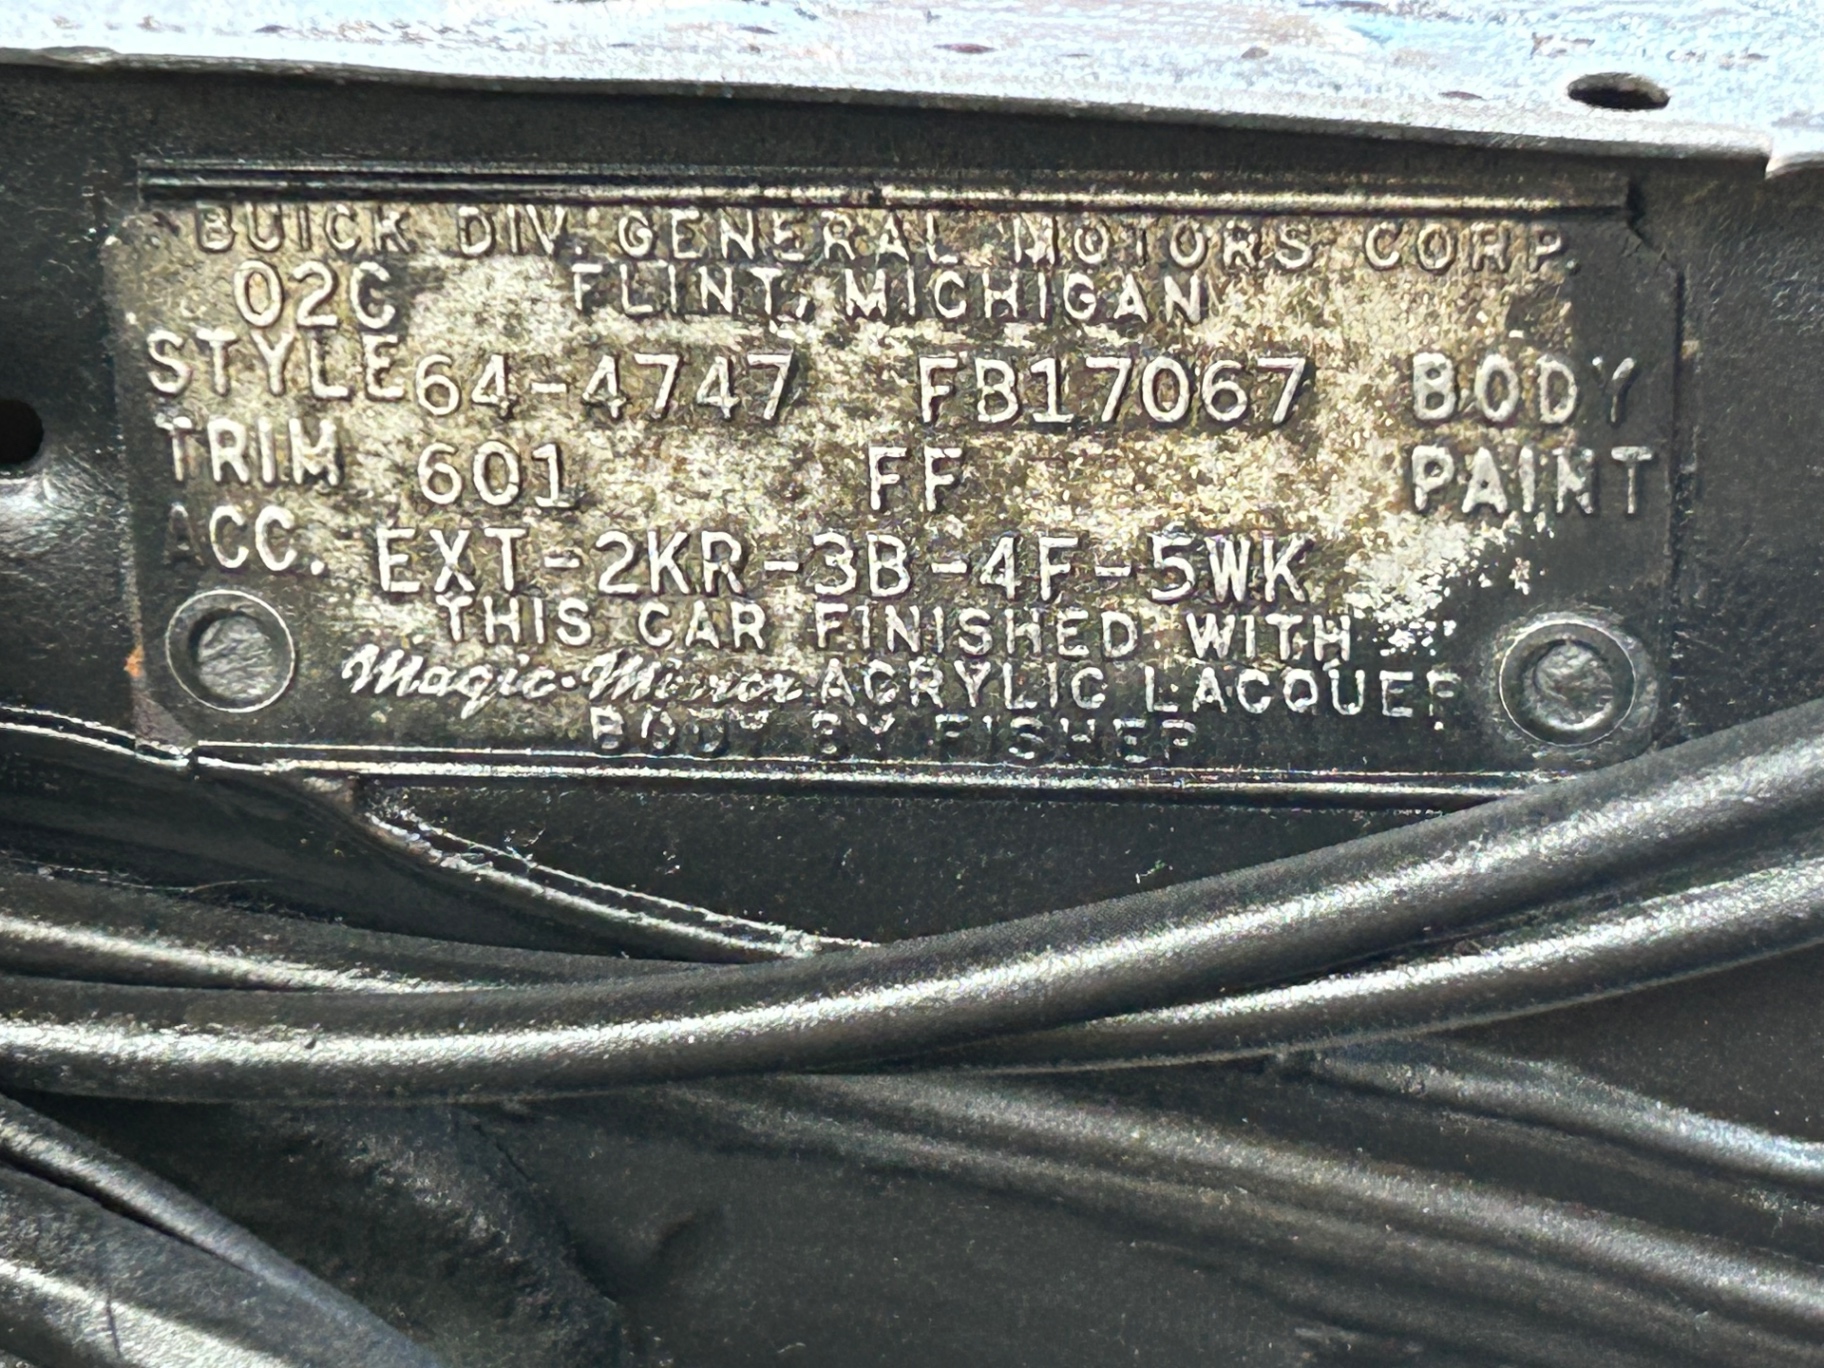 BUICK DIV. GENERAL MOTORS CORP.
02C FLINT, MICHIGAN
STYLE 64-4747 FB17067 BODY
TRIM 601 FF PAINT
ACC. EXT-2KR-3B-4F-5WK
THIS CAR FINISHED WITH
Magic-Mirror ACRYLIC LACQUER
BODY BY FISHER